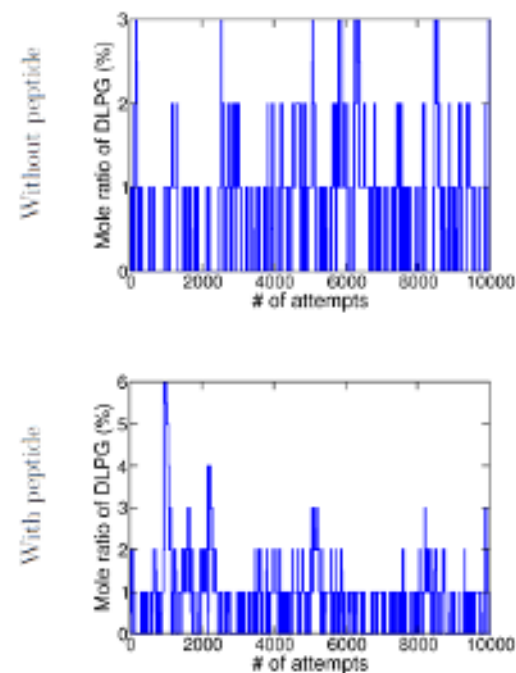 Without peptide
Mole ratio of DLPG (%)
3
2
1
0
0 2000 4000 6000 8000 10000
# of attempts
With peptide
Mole ratio of DLPG (%)
6
5
4
3
2
1
0
0 2000 4000 6000 8000 10000
# of attempts